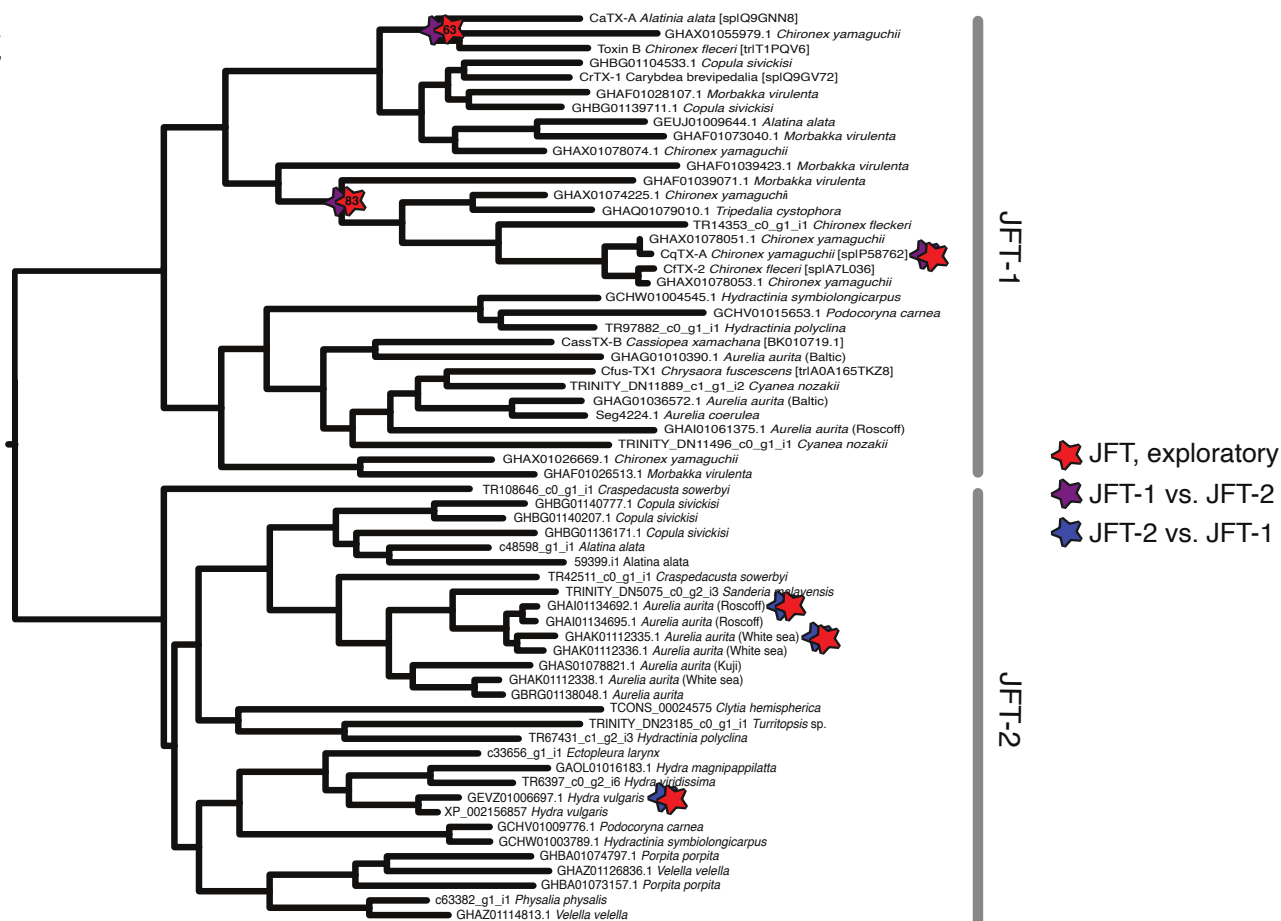 CaTX-A Alatinia alata [sp|Q9GNN8]
63
GHAX01055979.1 Chironex yamaguchii
Toxin B Chironex fleceri [tr|T1PQV6]
GHBG01104533.1 Copula sivickisi
CrTX-1 Carybdea brevipedalia [sp|Q9GV72]
GHAF01028107.1 Morbakka virulenta
GHBG01139711.1 Copula sivickisi
GEUJ01009644.1 Alatina alata
GHAF01073040.1 Morbakka virulenta
GHAX01078074.1 Chironex yamaguchii
GHAF01039423.1 Morbakka virulenta
GHAF01039071.1 Morbakka virulenta
83
GHAX01074225.1 Chironex yamaguchii
GHAQ01079010.1 Tripedalia cystophora
TR14353_c0_g1_i1 Chironex fleckeri
GHAX01078051.1 Chironex yamaguchii
CqTX-A Chironex yamaguchii [sp|P58762]
CfTX-2 Chironex fleceri [sp|A7L036]
GHAX01078053.1 Chironex yamaguchii
GCHW01004545.1 Hydractinia symbiolongicarpus
GCHV01015653.1 Podocoryna carnea
TR97882_c0_g1_i1 Hydractinia polyclina
CassTX-B Cassiopea xamachana [BK010719.1]
GHAG01010390.1 Aurelia aurita (Baltic)
Cfus-TX1 Chrysaora fuscescens [tr|A0A165TKZ8]
TRINITY_DN11889_c1_g1_i2 Cyanea nozakii
GHAG01036572.1 Aurelia aurita (Baltic)
Seg4224.1 Aurelia coerulea
GHAI01061375.1 Aurelia aurita (Roscoff)
TRINITY_DN11496_c0_g1_i1 Cyanea nozakii
GHAX01026669.1 Chironex yamaguchii
GHAF01026513.1 Morbakka virulenta
JFT-1
TR108646_c0_g1_i1 Craspedacusta sowerbyi
GHBG01140777.1 Copula sivickisi
GHBG01140207.1 Copula sivickisi
GHBG01136171.1 Copula sivickisi
c48598_g1_i1 Alatina alata
59399.i1 Alatina alata
TR42511_c0_g1_i1 Craspedacusta sowerbyi
TRINITY_DN5075_c0_g2_i3 Sanderia malayensis
GHAI01134692.1 Aurelia aurita (Roscoff)
GHAI01134695.1 Aurelia aurita (Roscoff)
GHAK01112335.1 Aurelia aurita (White sea)
GHAK01112336.1 Aurelia aurita (White sea)
GHAS01078821.1 Aurelia aurita (Kuji)
GHAK01112338.1 Aurelia aurita (White sea)
GBRG01138048.1 Aurelia aurita
TCONS_00024575 Clytia hemispherica
TRINITY_DN23185_c0_g1_i1 Turritopsis sp.
TR67431_c1_g2_i3 Hydractinia polyclina
c33656_g1_i1 Ectopleura larynx
GAOL01016183.1 Hydra magnipappilatta
TR6397_c0_g2_i6 Hydra viridissima
GEVZ01006697.1 Hydra vulgaris
XP_002156857 Hydra vulgaris
GCHV01009776.1 Podocoryna carnea
GCHW01003789.1 Hydractinia symbiolongicarpus
GHBA01074797.1 Porpita porpita
GHAZ01126836.1 Velella velella
GHBA01073157.1 Porpita porpita
c63382_g1_i1 Physalia physalis
GHAZ01114813.1 Velella velella
JFT-2
JFT, exploratory
JFT-1 vs. JFT-2
JFT-2 vs. JFT-1